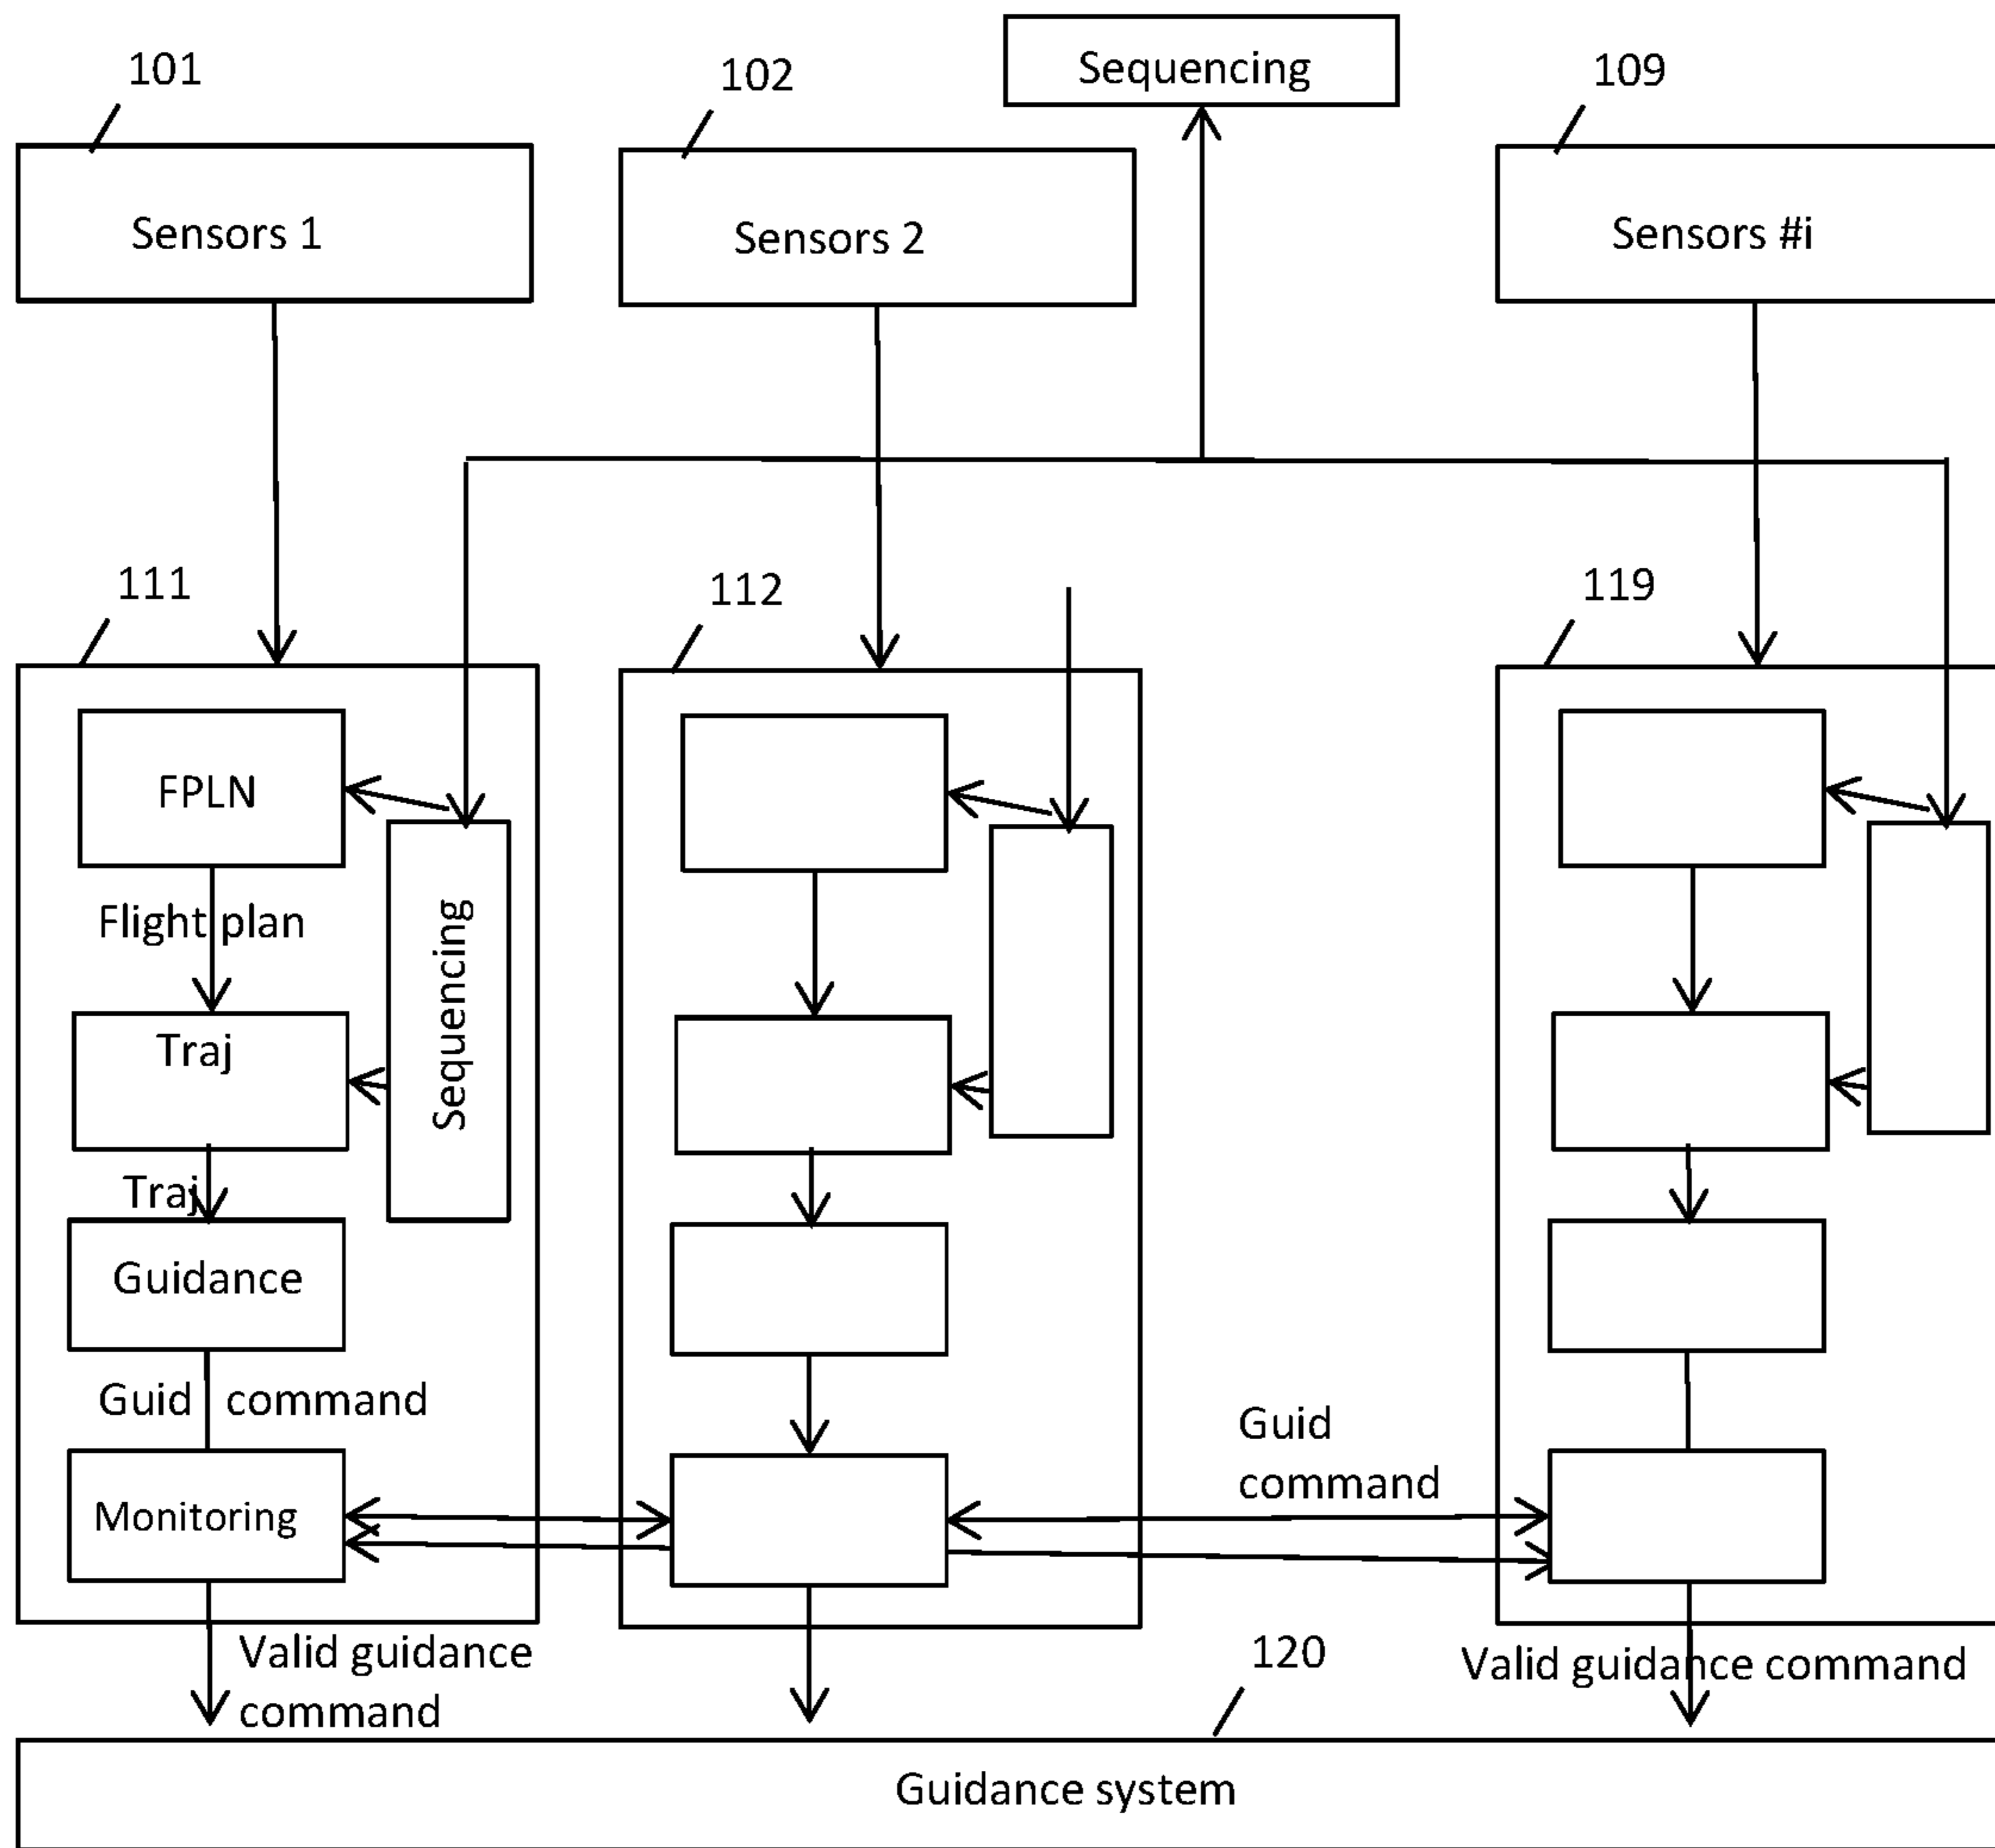 101
102
Sequencing
109
Sensors 1
Sensors 2
Sensors #i
111
112
119
FPLN
Flight plan
Sequencing
Traj
Traj
Guidance
Guid command
Monitoring
Guid
command
Valid guidance
command
120
Valid guidance command
Guidance system